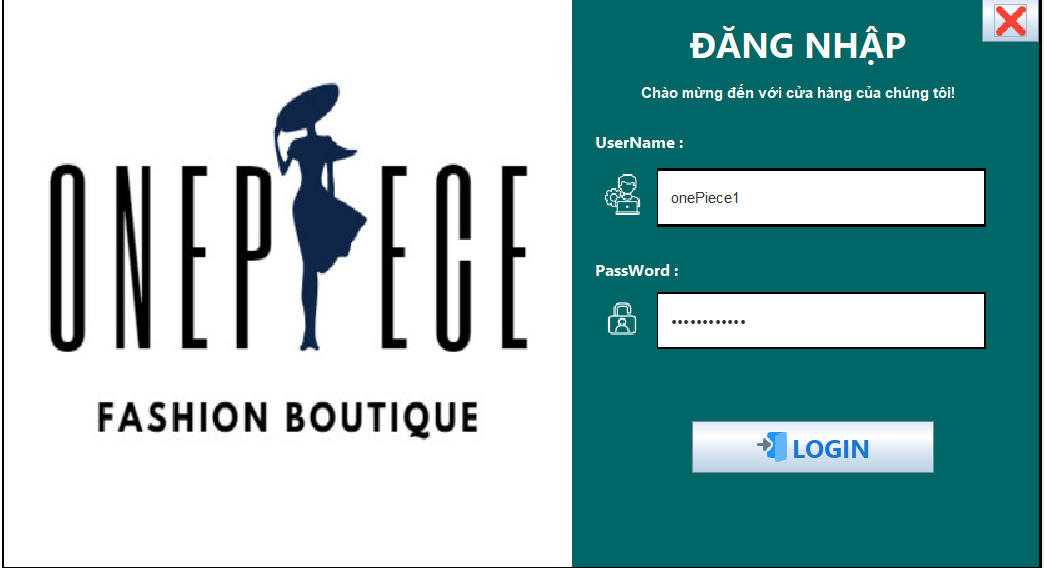 ONEPIECE
FASHION BOUTIQUE
ĐĂNG NHẬP
Chào mừng đến với cửa hàng của chúng tôi!
UserName :
onePiece1
PassWord :
••••••••••••
LOGIN